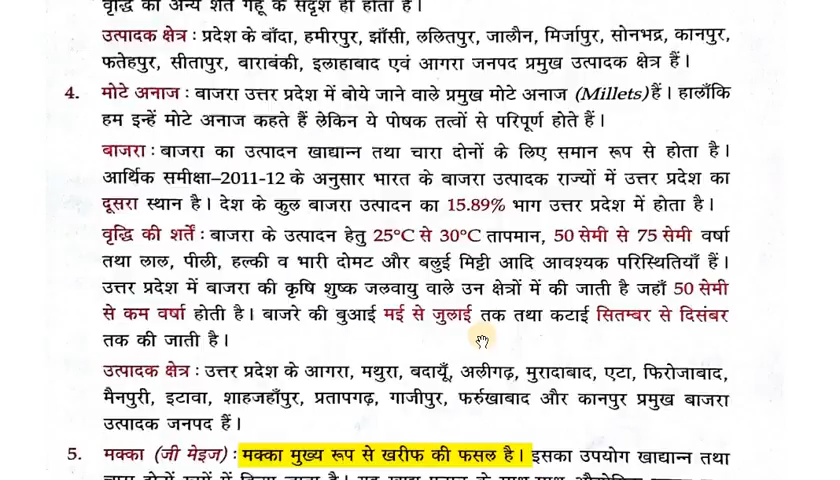 वृद्धि की अन्य शर्तें गेहूँ के सदृश ही होती हैं।
उत्पादक क्षेत्र : प्रदेश के बाँदा, हमीरपुर, झाँसी, ललितपुर, जालौन, मिर्जापुर, सोनभद्र, कानपुर,
फतेहपुर, सीतापुर, बाराबंकी, इलाहाबाद एवं आगरा जनपद प्रमुख उत्पादक क्षेत्र हैं।
4. मोटे अनाज : बाजरा उत्तर प्रदेश में बोये जाने वाले प्रमुख मोटे अनाज (Millets) हैं। हालाँकि
हम इन्हें मोटे अनाज कहते हैं लेकिन ये पोषक तत्वों से परिपूर्ण होते हैं।
बाजरा : बाजरा का उत्पादन खाद्यान्न तथा चारा दोनों के लिए समान रूप से होता है।
आर्थिक समीक्षा–2011-12 के अनुसार भारत के बाजरा उत्पादक राज्यों में उत्तर प्रदेश का
दूसरा स्थान है। देश के कुल बाजरा उत्पादन का 15.89% भाग उत्तर प्रदेश में होता है।
वृद्धि की शर्तें : बाजरा के उत्पादन हेतु 25°C से 30°C तापमान, 50 सेमी से 75 सेमी वर्षा
तथा लाल, पीली, हल्की व भारी दोमट और बलुई मिट्टी आदि आवश्यक परिस्थितियाँ हैं।
उत्तर प्रदेश में बाजरा की कृषि शुष्क जलवायु वाले उन क्षेत्रों में की जाती है जहाँ 50 सेमी
से कम वर्षा होती है। बाजरे की बुआई मई से जुलाई तक तथा कटाई सितम्बर से दिसंबर
तक की जाती है।
उत्पादक क्षेत्र : उत्तर प्रदेश के आगरा, मथुरा, बदायूँ, अलीगढ़, मुरादाबाद, एटा, फिरोजाबाद,
मैनपुरी, इटावा, शाहजहाँपुर, प्रतापगढ़, गाजीपुर, फर्रुखाबाद और कानपुर प्रमुख बाजरा
उत्पादक जनपद हैं।
5. मक्का (जी मेइज) : मक्का मुख्य रूप से खरीफ की फसल है। इसका उपयोग खाद्यान्न तथा